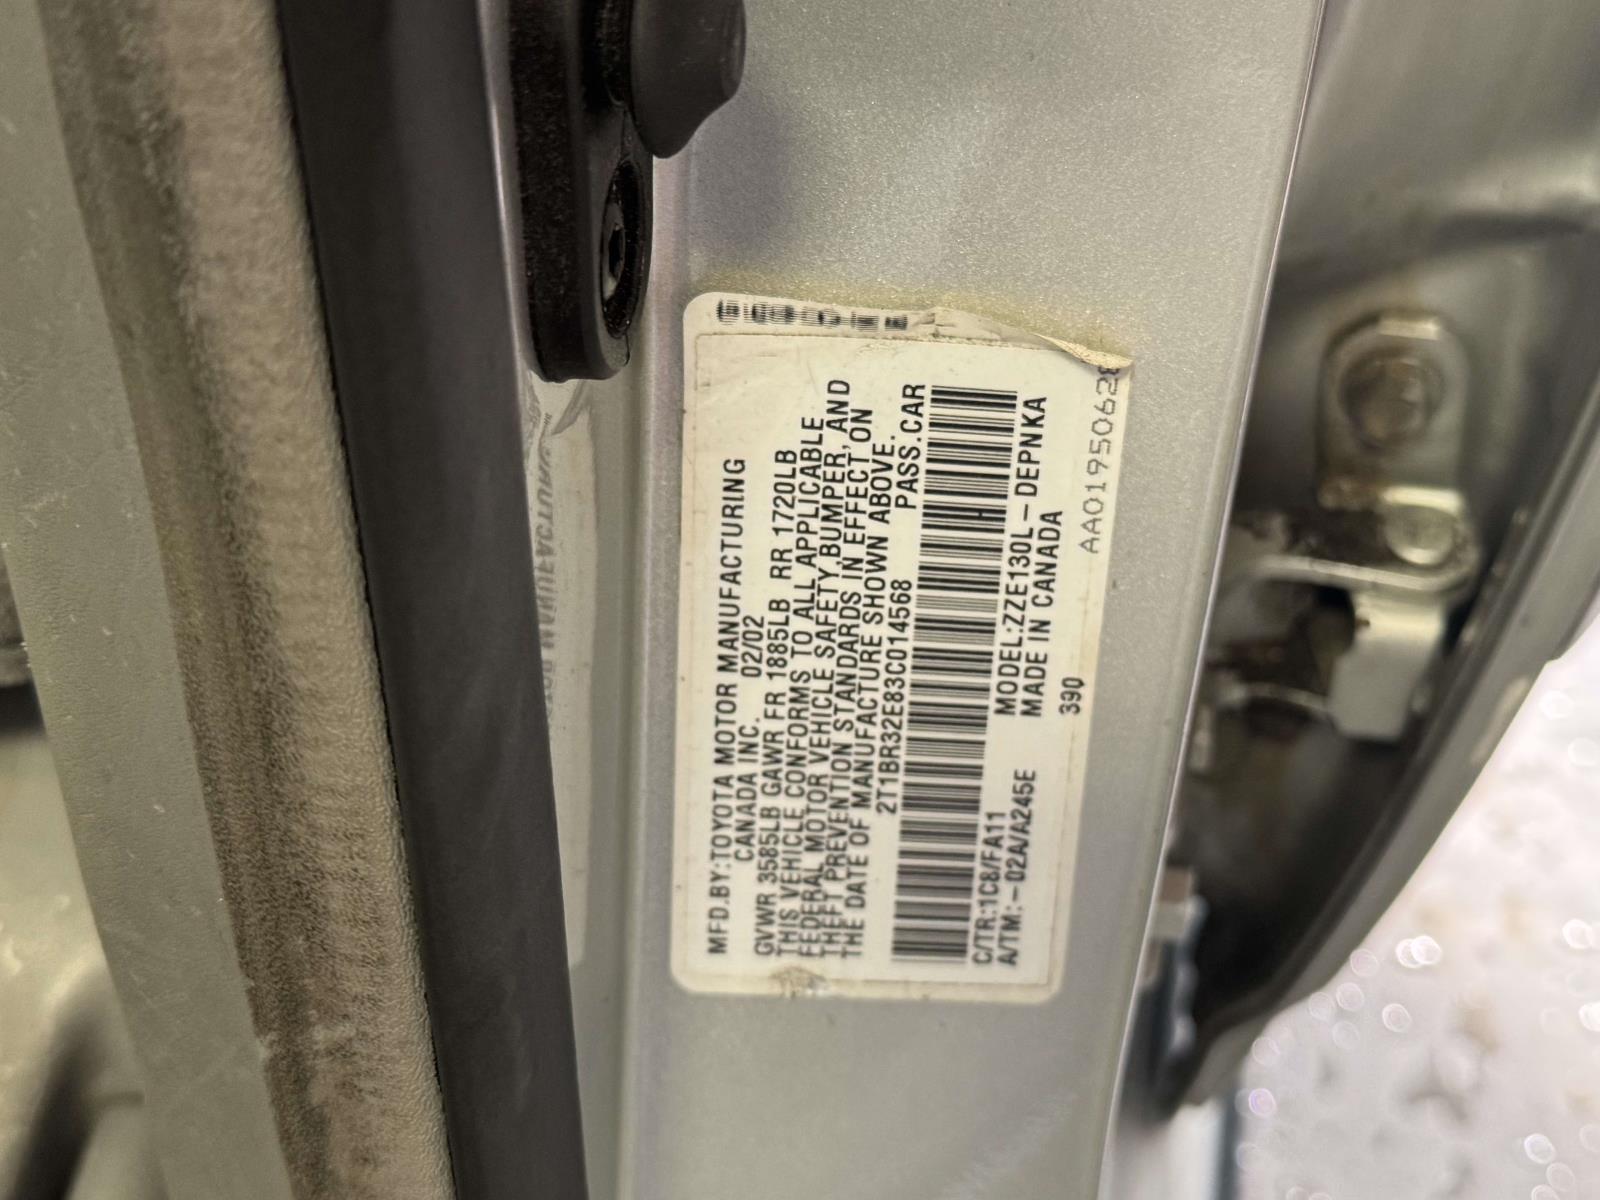 MFD.BY:TOYOTA MOTOR MANUFACTURING
CANADA INC. 02/02
GVWR 3585LB GAWR FR 1885LB RR 1720LB
THIS VEHICLE CONFORMS TO ALL APPLICABLE
FEDERAL MOTOR VEHICLE SAFETY,BUMPER, AND
THEFT PREVENTION STANDARDS IN EFFECT ON
THE DATE OF MANUFACTURE SHOWN ABOVE.
2T1BR32E83C014568 PASS.CAR
H
C/TR:1C8/FA11 MODEL:ZZE130L-DEPNKA
A/TM:-02A/A245E MADE IN CANADA
390 AA01950628